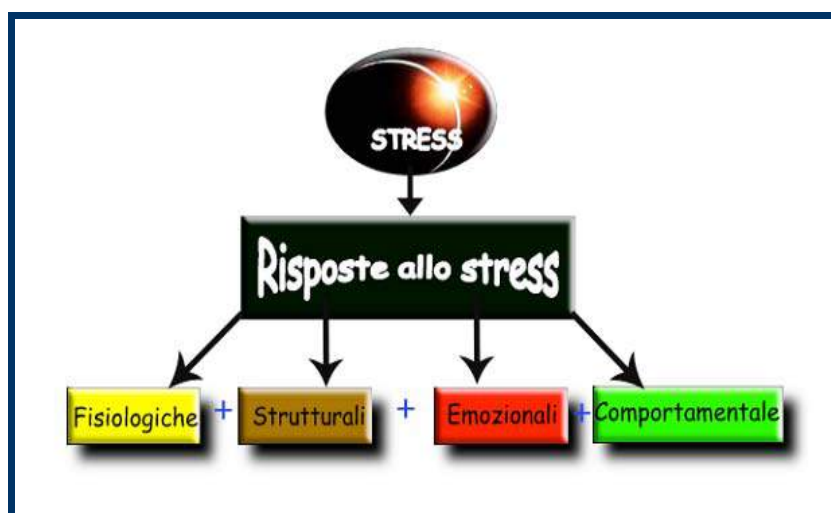 STRESS
Risposte allo stress
Fisiologiche + Strutturali + Emozionali + Comportamentale